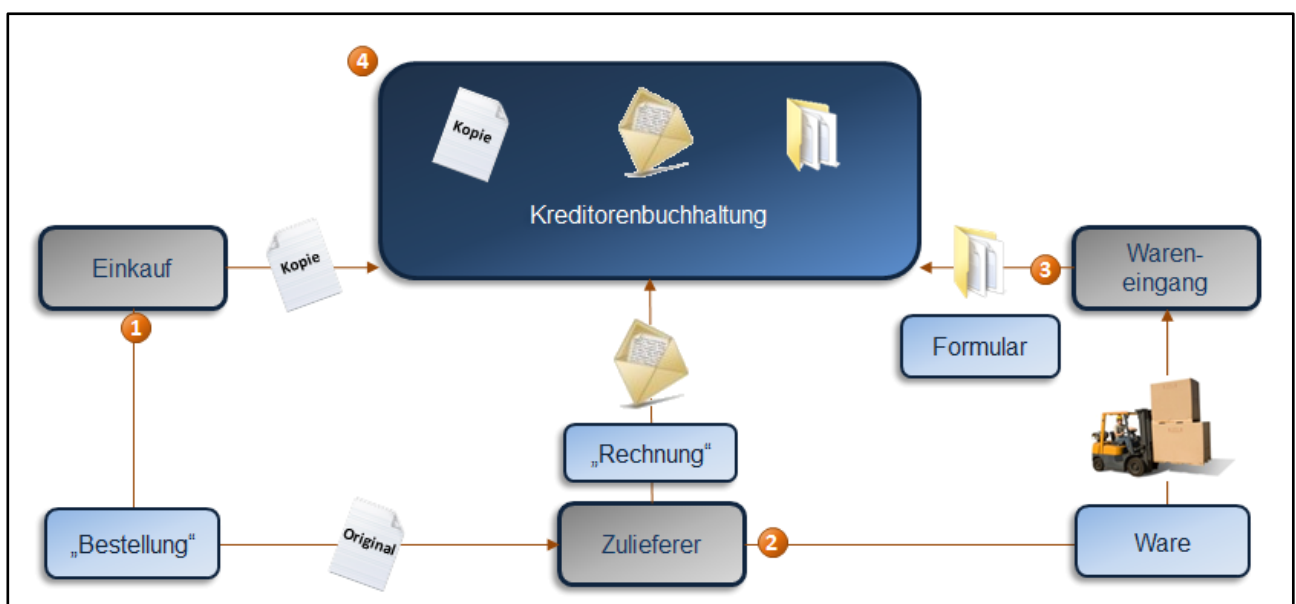 4
Kopie
Kreditorenbuchhaltung
Einkauf
Kopie
3
Waren-
eingang
1
Formular
„Rechnung“
„Bestellung“
Original
Zulieferer
2
Ware